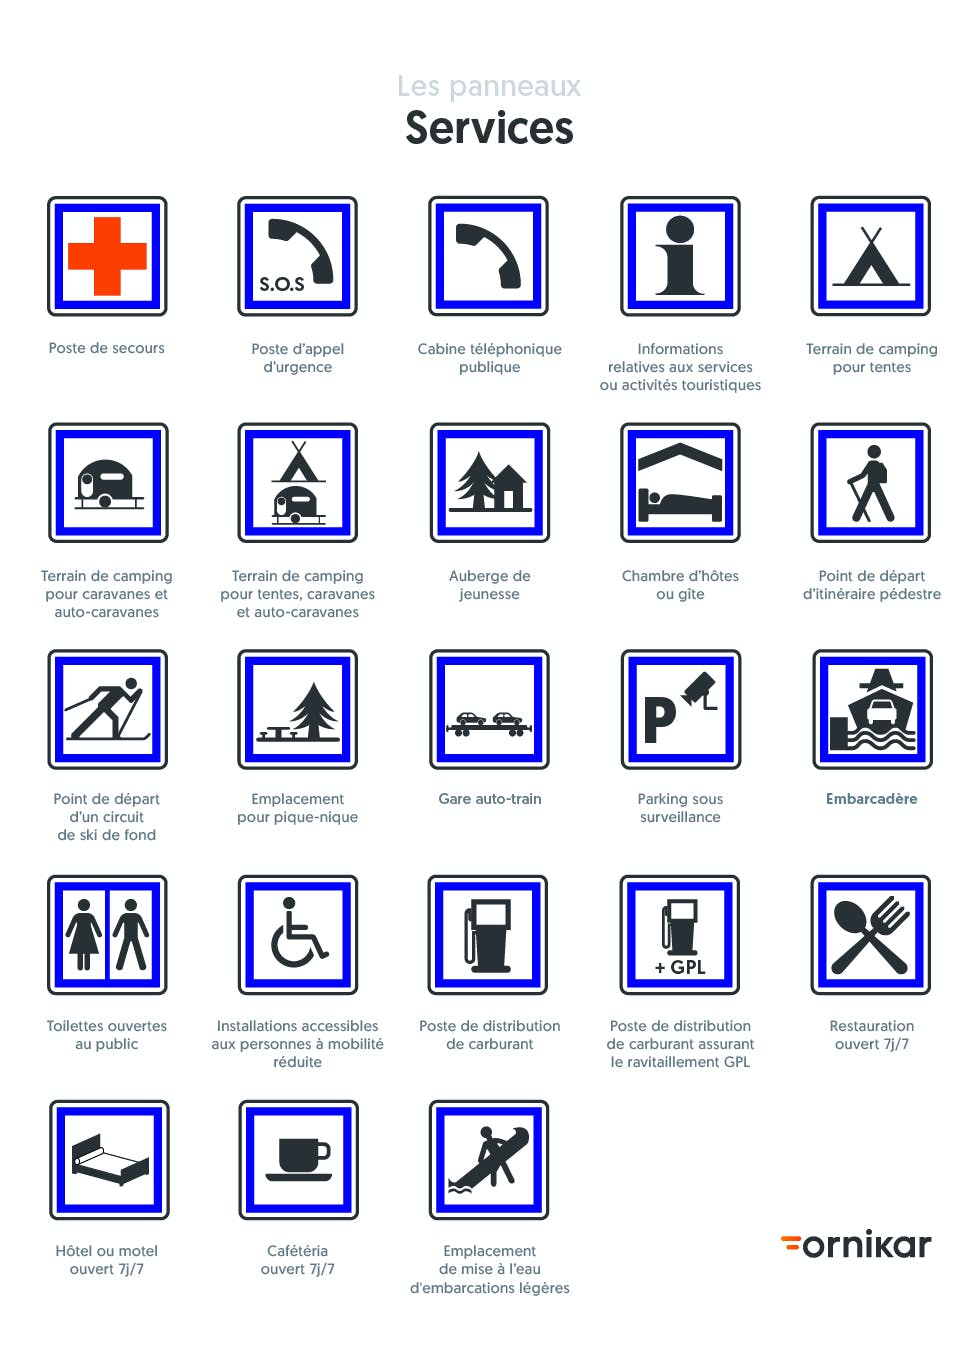 Les panneaux
Services
S.O.S
Poste de secours
Poste d'appel
d'urgence
Cabine téléphonique
publique
Informations
relatives aux services
ou activités touristiques
Terrain de camping
pour tentes
Terrain de camping
pour caravanes et
auto-caravanes
Terrain de camping
pour tentes, caravanes
et auto-caravanes
Auberge de
jeunesse
Chambre d'hôtes
ou gîte
Point de départ
d'itinéraire pédestre
P
Point de départ
d'un circuit
de ski de fond
Emplacement
pour pique-nique
Gare auto-train
Parking sous
surveillance
Embarcadère
+ GPL
Toilettes ouvertes
au public
Installations accessibles
aux personnes à mobilité
réduite
Poste de distribution
de carburant
Poste de distribution
de carburant assurant
le ravitaillement GPL
Restauration
ouvert 7j/7
Hôtel ou motel
ouvert 7j/7
Cafétéria
ouvert 7j/7
Emplacement
de mise à l'eau
d'embarcations légères
ornikar